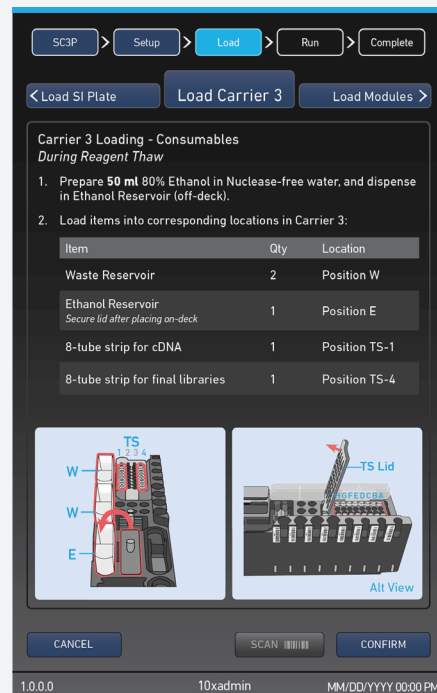 SC3P > Setup > Load > Run > Complete
< Load SI Plate Load Carrier 3 Load Modules >
Carrier 3 Loading - Consumables
During Reagent Thaw
1. Prepare 50 ml 80% Ethanol in Nuclease-free water, and dispense
in Ethanol Reservoir (off-deck).
2. Load items into corresponding locations in Carrier 3:
Item Qty Location
Waste Reservoir 2 Position W
Ethanol Reservoir
Secure lid after placing on-deck 1 Position E
8-tube strip for cDNA 1 Position TS-1
8-tube strip for final libraries 1 Position TS-4
TS
1 2 3 4
W
W
E
TS Lid
HGFEDCBA
Alt View
CANCEL SCAN CONFIRM
1.0.0.0 10xadmin MM/DD/YYYY 00:00 PM